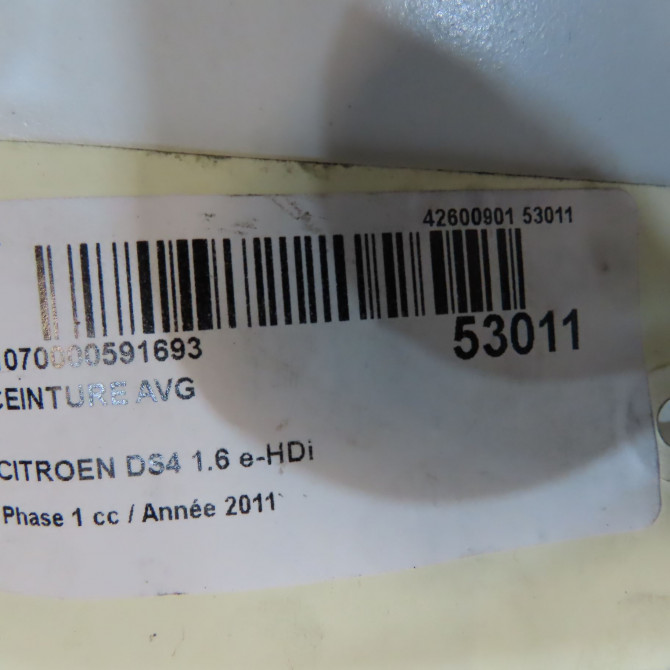 42600901 53011
070000591693
53011
CEINTURE AVG
CITROEN DS4 1.6 e-HDi
Phase 1 cc / Année 2011